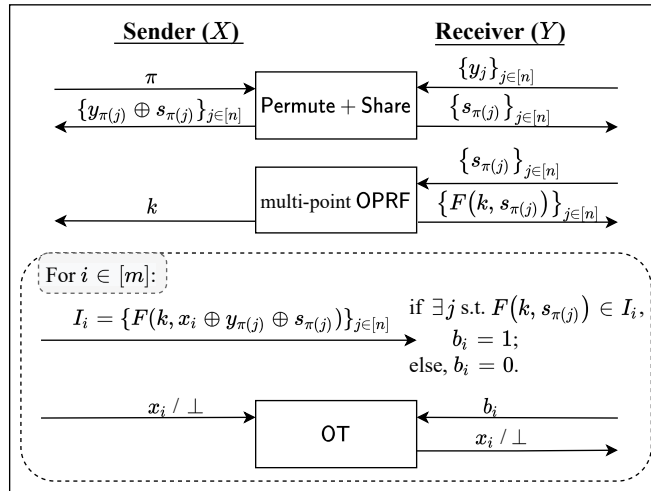 Sender (X) Receiver (Y)
π {y_j}_{j∈[n]}
Permute + Share
{y_{π(j)} ⊕ s_{π(j)}}_{j∈[n]} {s_{π(j)}}_{j∈[n]}
{s_{π(j)}}_{j∈[n]}
k multi-point OPRF {F(k, s_{π(j)})}_{j∈[n]}
For i ∈ [m]:
I_i = {F(k, x_i ⊕ y_{π(j)} ⊕ s_{π(j)})}_{j∈[n]} if ∃j s.t. F(k, s_{π(j)}) ∈ I_i,
b_i = 1;
else, b_i = 0.
x_i / ⊥ b_i
OT
x_i / ⊥